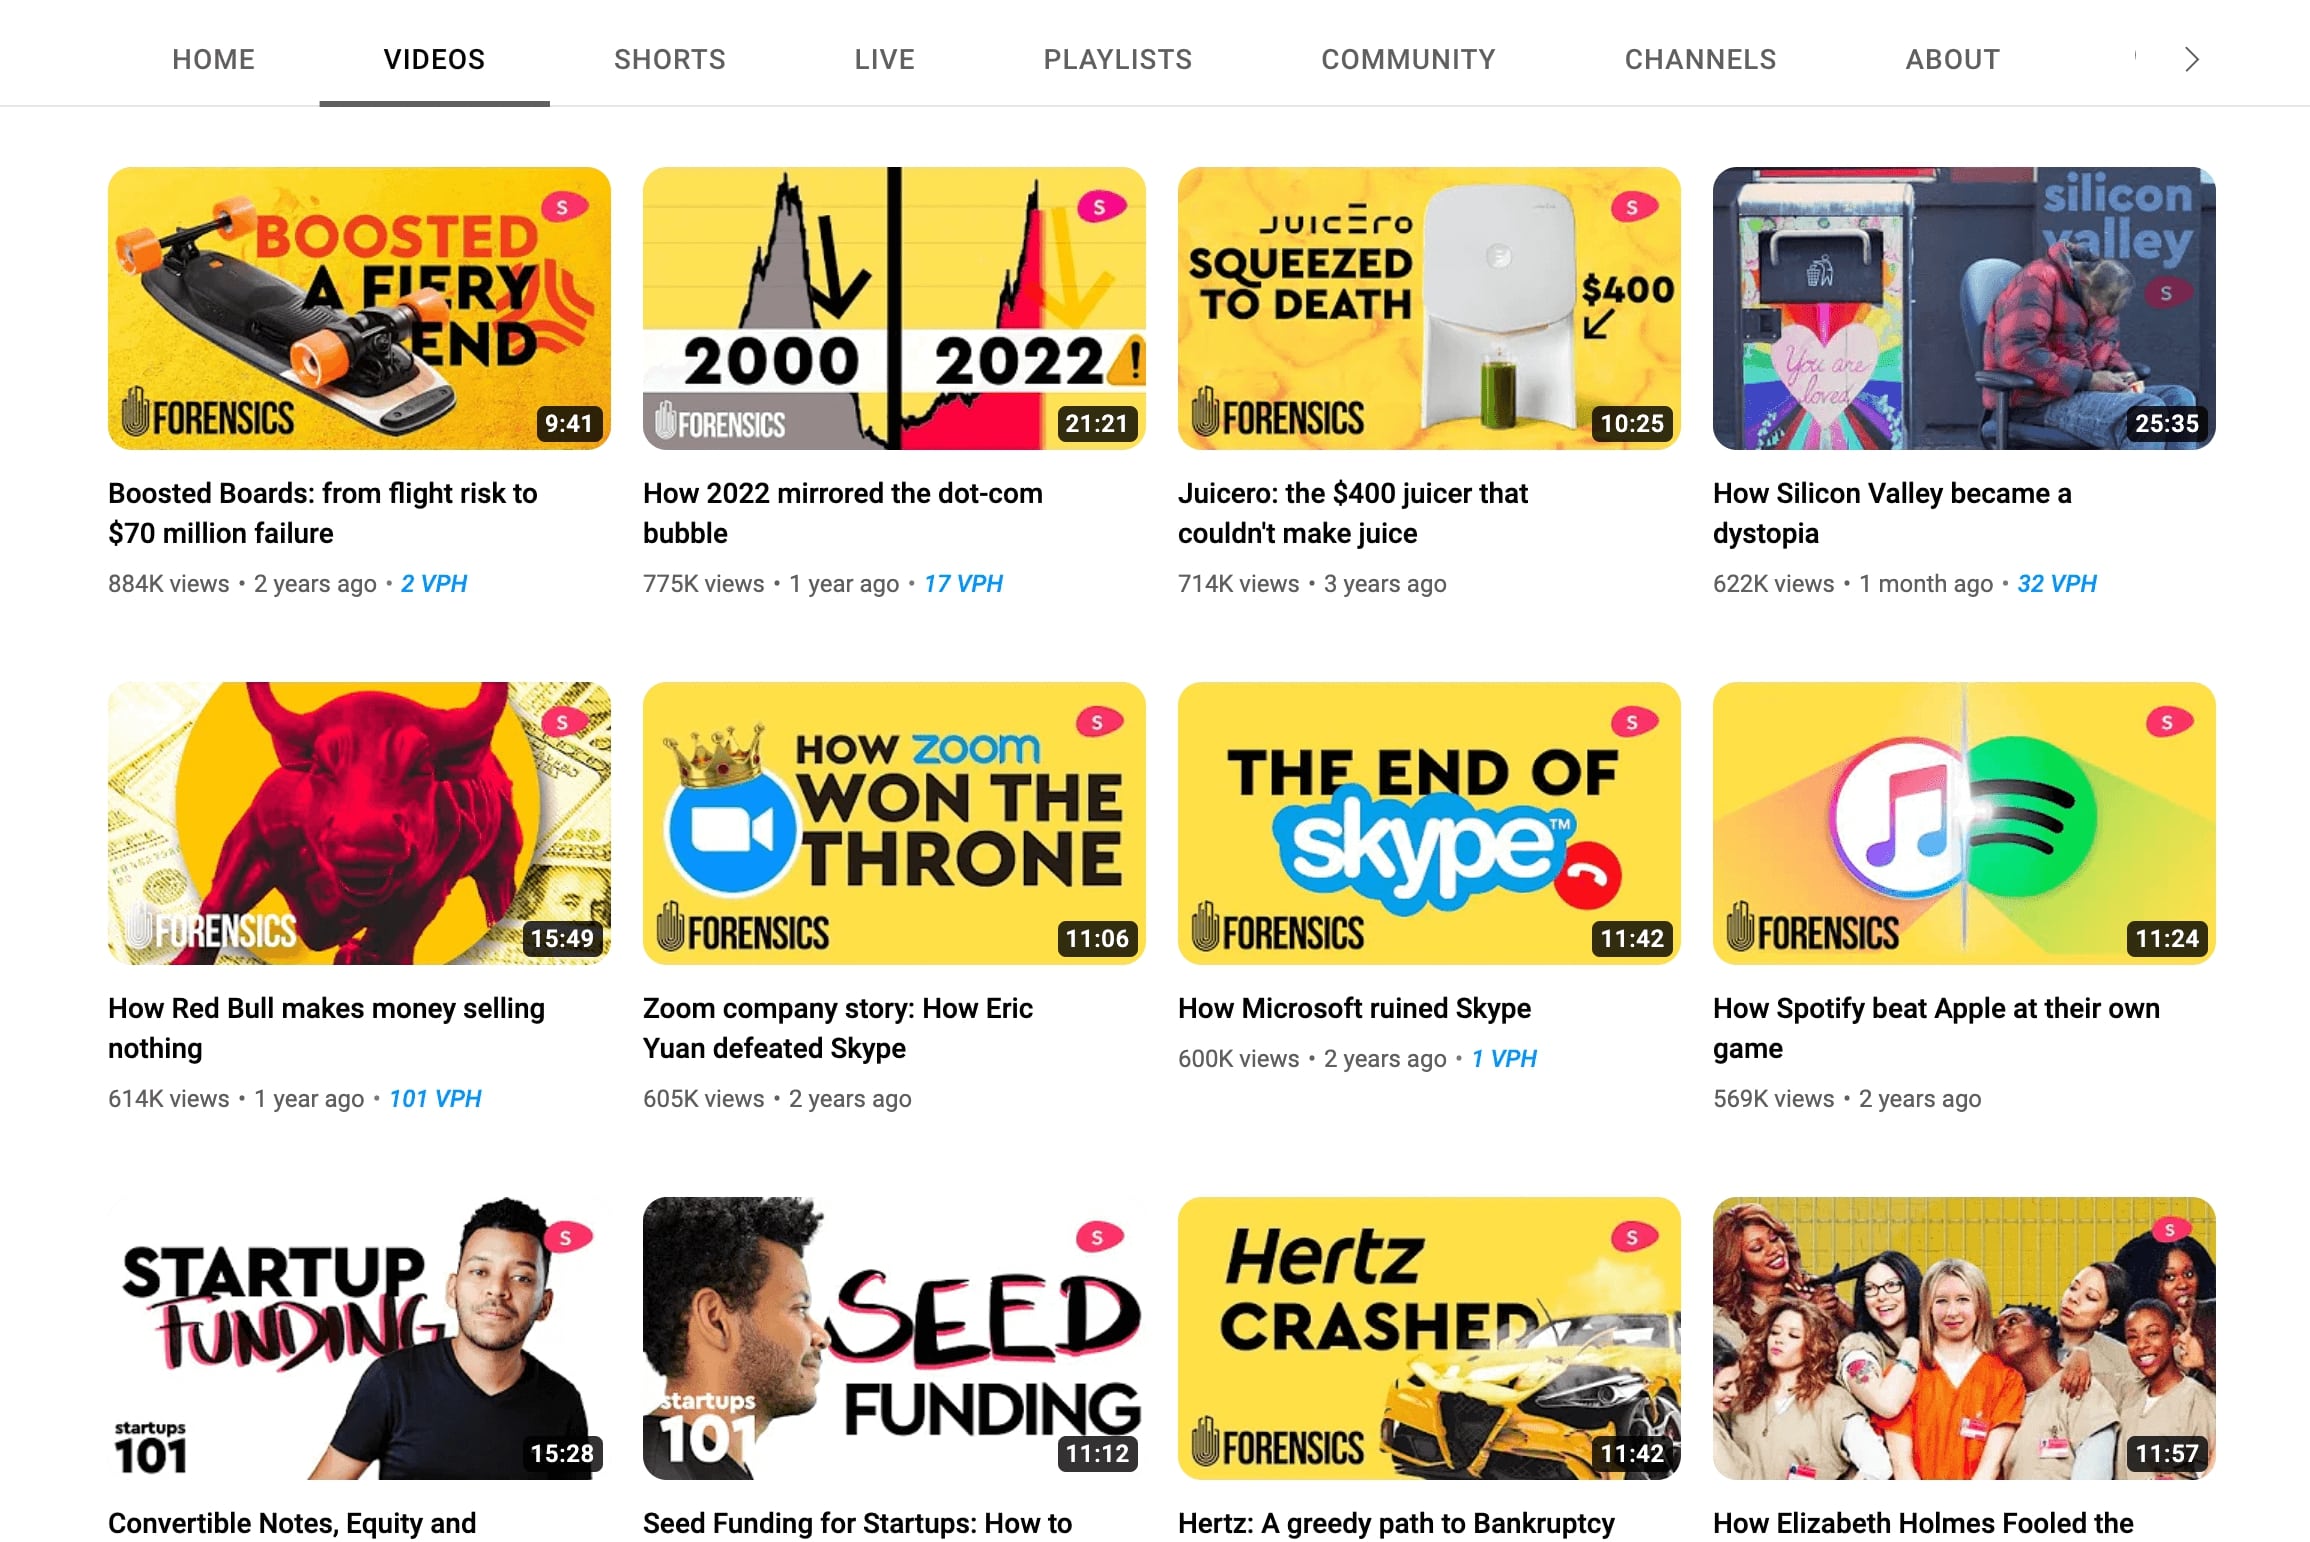 HOME VIDEOS SHORTS LIVE PLAYLISTS COMMUNITY CHANNELS ABOUT
BOOSTED
A FIERY
END
FORENSICS
S
9:41
Boosted Boards: from flight risk to
$70 million failure
884K views • 2 years ago • 2 VPH
S
2000
2022
!
FORENSICS
21:21
How 2022 mirrored the dot-com
bubble
775K views • 1 year ago • 17 VPH
JUICERO
SQUEEZED
TO DEATH
$400
S
FORENSICS
10:25
Juicero: the $400 juicer that
couldn't make juice
714K views • 3 years ago
silicon
valley
S
You are
loved
25:35
How Silicon Valley became a
dystopia
622K views • 1 month ago • 32 VPH
S
FORENSICS
15:49
How Red Bull makes money selling
nothing
614K views • 1 year ago • 101 VPH
S
HOW zoom
WON THE
THRONE
FORENSICS
11:06
Zoom company story: How Eric
Yuan defeated Skype
605K views • 2 years ago
S
THE END OF
skype™
FORENSICS
11:42
How Microsoft ruined Skype
600K views • 2 years ago • 1 VPH
S
FORENSICS
11:24
How Spotify beat Apple at their own
game
569K views • 2 years ago
S
STARTUP
FUNDING
startups
101
15:28
Convertible Notes, Equity and
S
SEED
FUNDING
startups
101
11:12
Seed Funding for Startups: How to
S
Hertz
CRASHED
FORENSICS
11:42
Hertz: A greedy path to Bankruptcy
S
11:57
How Elizabeth Holmes Fooled the